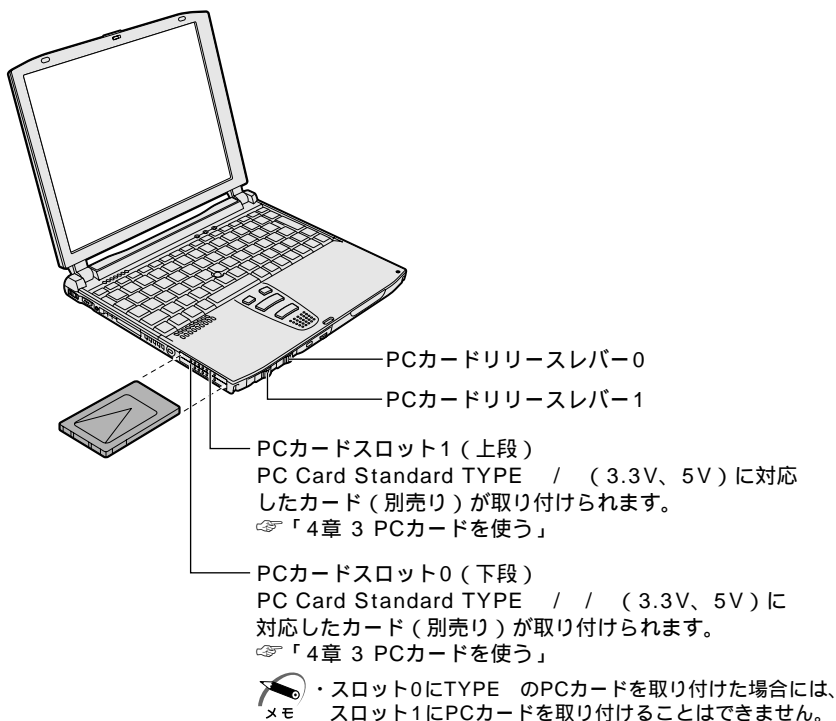 PCカードリリースレバー0
PCカードリリースレバー1
PCカードスロット1（上段）
PC Card Standard TYPE　/　（3.3V、5V）に対応
したカード（別売り）が取り付けられます。
☞「4章 3 PCカードを使う」
PCカードスロット0（下段）
PC Card Standard TYPE　/　/　（3.3V、5V）に
対応したカード（別売り）が取り付けられます。
☞「4章 3 PCカードを使う」
・スロット0にTYPE　のPCカードを取り付けた場合には、
メモ　スロット1にPCカードを取り付けることはできません。